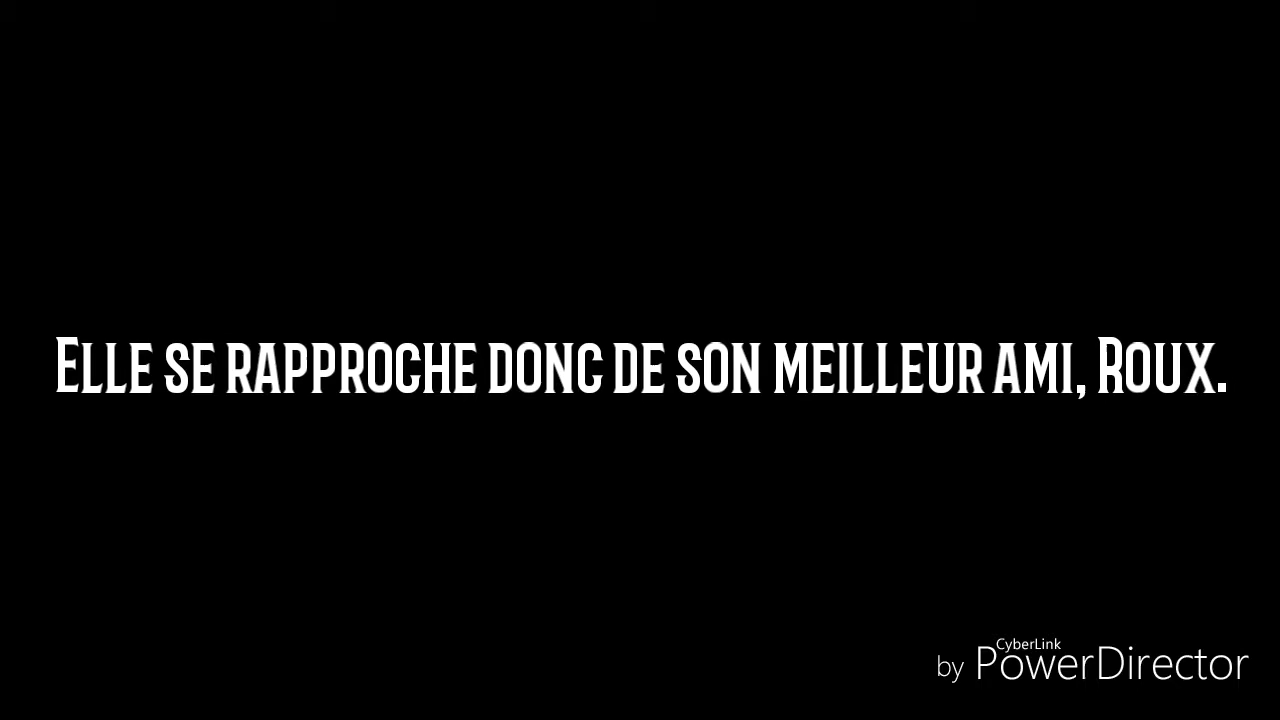 Elle se rapproche donc de son meilleur ami, Roux.
CyberLink
by PowerDirector